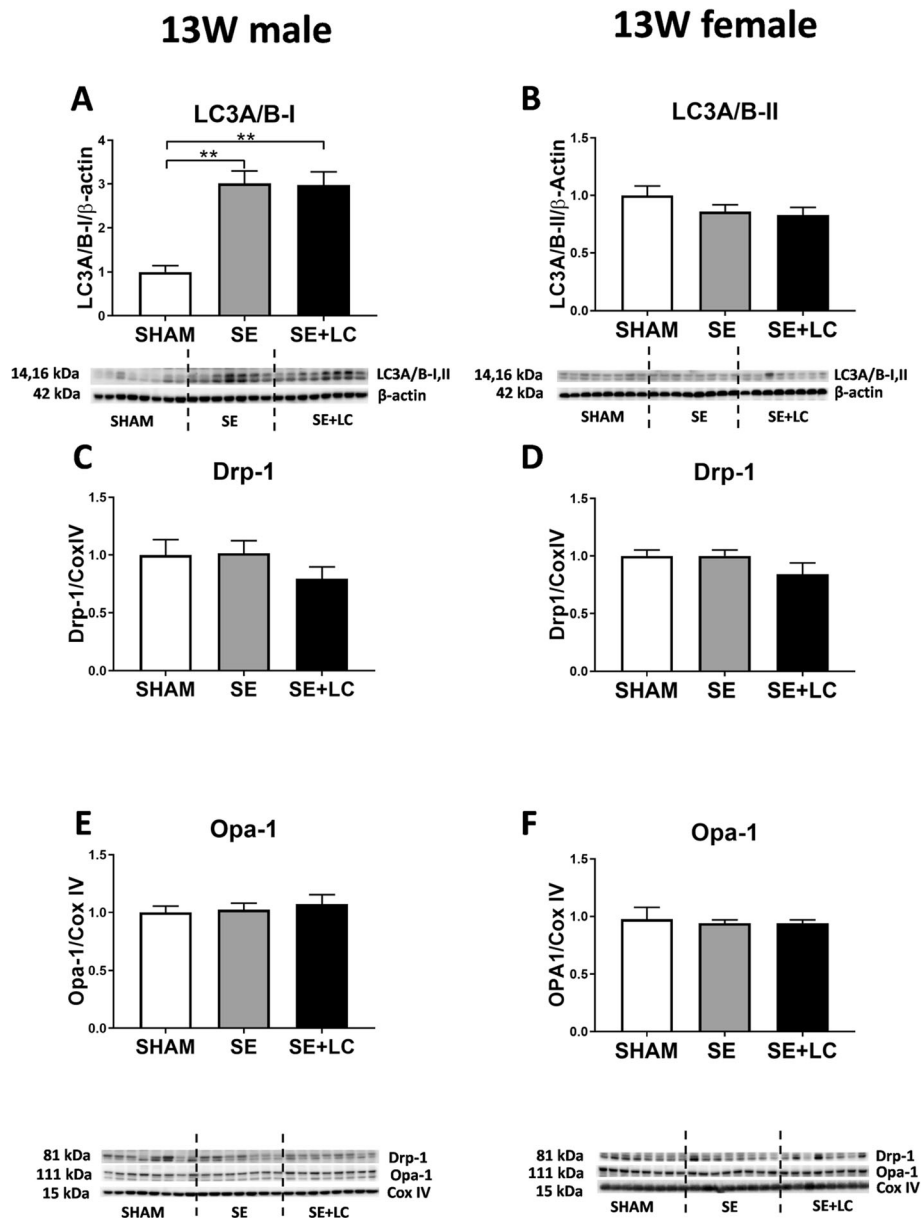 13W male 13W female
A B
LC3A/B-I LC3A/B-II
LC3A/B-I/β-actin
4
3
2
1
0
** **
SHAM SE SE+LC
LC3A/B-II/β-Actin
1.5
1.0
0.5
0.0
SHAM SE SE+LC
14,16 kDa LC3A/B-I,II
42 kDa β-actin
SHAM SE SE+LC
14,16 kDa LC3A/B-I,II
42 kDa β-actin
SHAM SE SE+LC
C
Drp-1
Drp-1/CoxIV
1.5
1.0
0.5
0.0
SHAM SE SE+LC
D
Drp-1
Drp1/CoxIV
1.5
1.0
0.5
0.0
SHAM SE SE+LC
E
Opa-1
Opa-1/Cox IV
1.5
1.0
0.5
0.0
SHAM SE SE+LC
F
Opa-1
OPA1/Cox IV
1.5
1.0
0.5
0.0
SHAM SE SE+LC
81 kDa Drp-1
111 kDa Opa-1
15 kDa Cox IV
SHAM SE SE+LC
81 kDa Drp-1
111 kDa Opa-1
15 kDa Cox IV
SHAM SE SE+LC